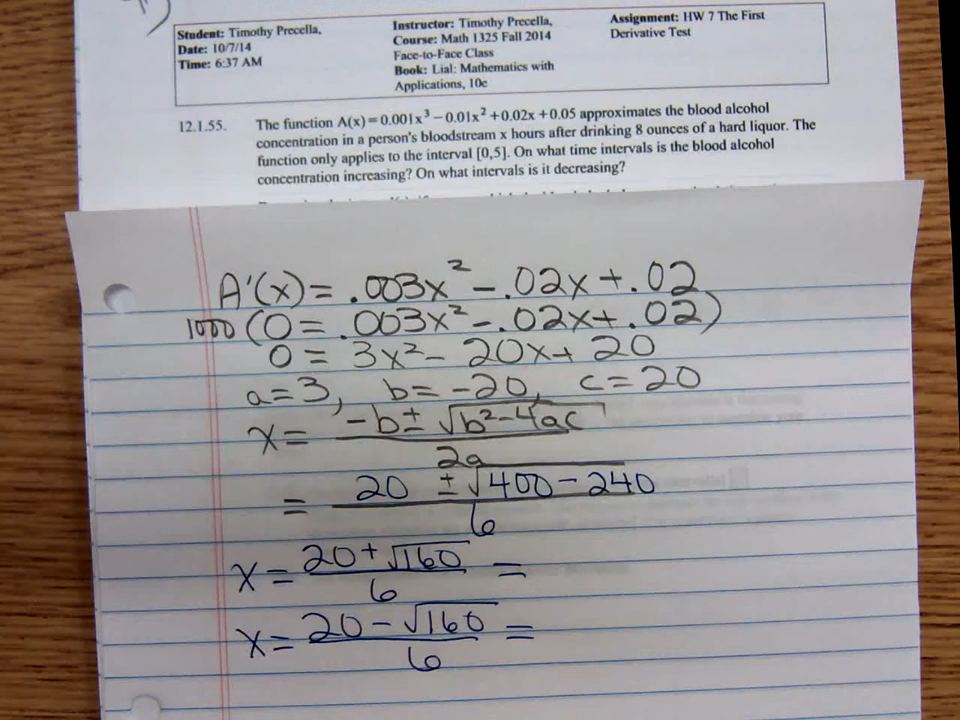 Student: Timothy Precella,
Date: 10/7/14
Time: 6:37 AM
Instructor: Timothy Precella,
Course: Math 1325 Fall 2014
Face-to-Face Class
Book: Lial: Mathematics with
Applications, 10e
Assignment: HW 7 The First
Derivative Test
12.1.55. The function A(x) = 0.001x³ − 0.01x² + 0.02x + 0.05 approximates the blood alcohol
concentration in a person's bloodstream x hours after drinking 8 ounces of a hard liquor. The
function only applies to the interval [0,5]. On what time intervals is the blood alcohol
concentration increasing? On what intervals is it decreasing?
A'(x) = .003x² - .02x + .02
1000 (0 = .003x² - .02x + .02)
0 = 3x² - 20x + 20
a = 3, b = -20, c = 20
x = -b ± √b² - 4ac
2a
= 20 ± √400 - 240
6
x = 20 + √160 =
6
x = 20 - √160 =
6